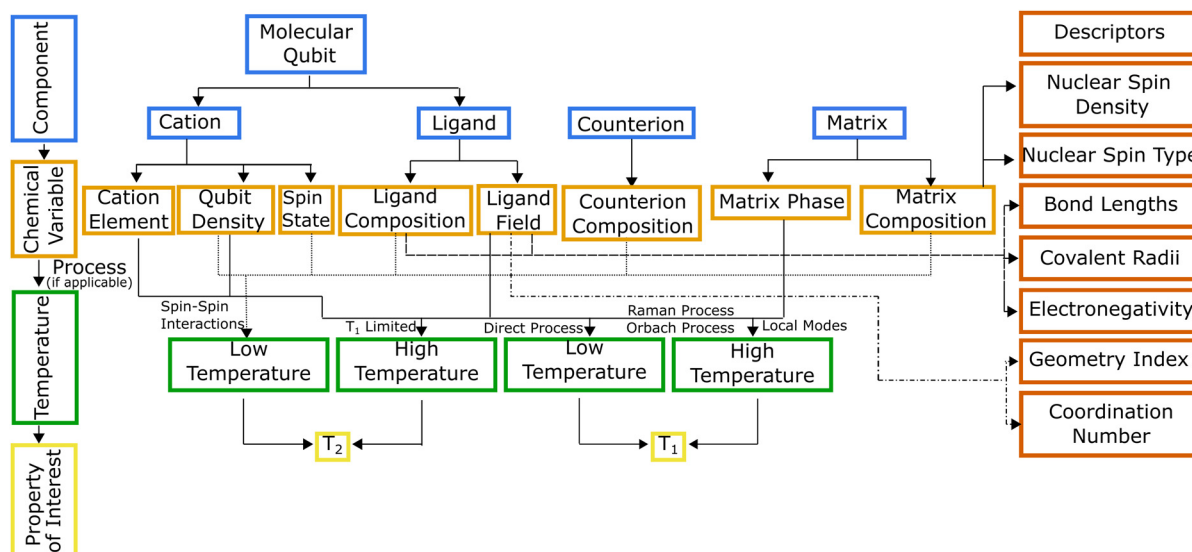 Component
Chemical
Variable
Process
(if applicable)
Temperature
Property
of Interest
Molecular
Qubit
Cation
Ligand
Counterion
Matrix
Cation
Element
Qubit
Density
Spin
State
Ligand
Composition
Ligand
Field
Counterion
Composition
Matrix Phase
Matrix
Composition
Spin-Spin
Interactions
T₁ Limited
Direct Process
Raman Process
Orbach Process
Local Modes
Low
Temperature
High
Temperature
Low
Temperature
High
Temperature
T₂
T₁
Descriptors
Nuclear Spin
Density
Nuclear Spin Type
Bond Lengths
Covalent Radii
Electronegativity
Geometry Index
Coordination
Number